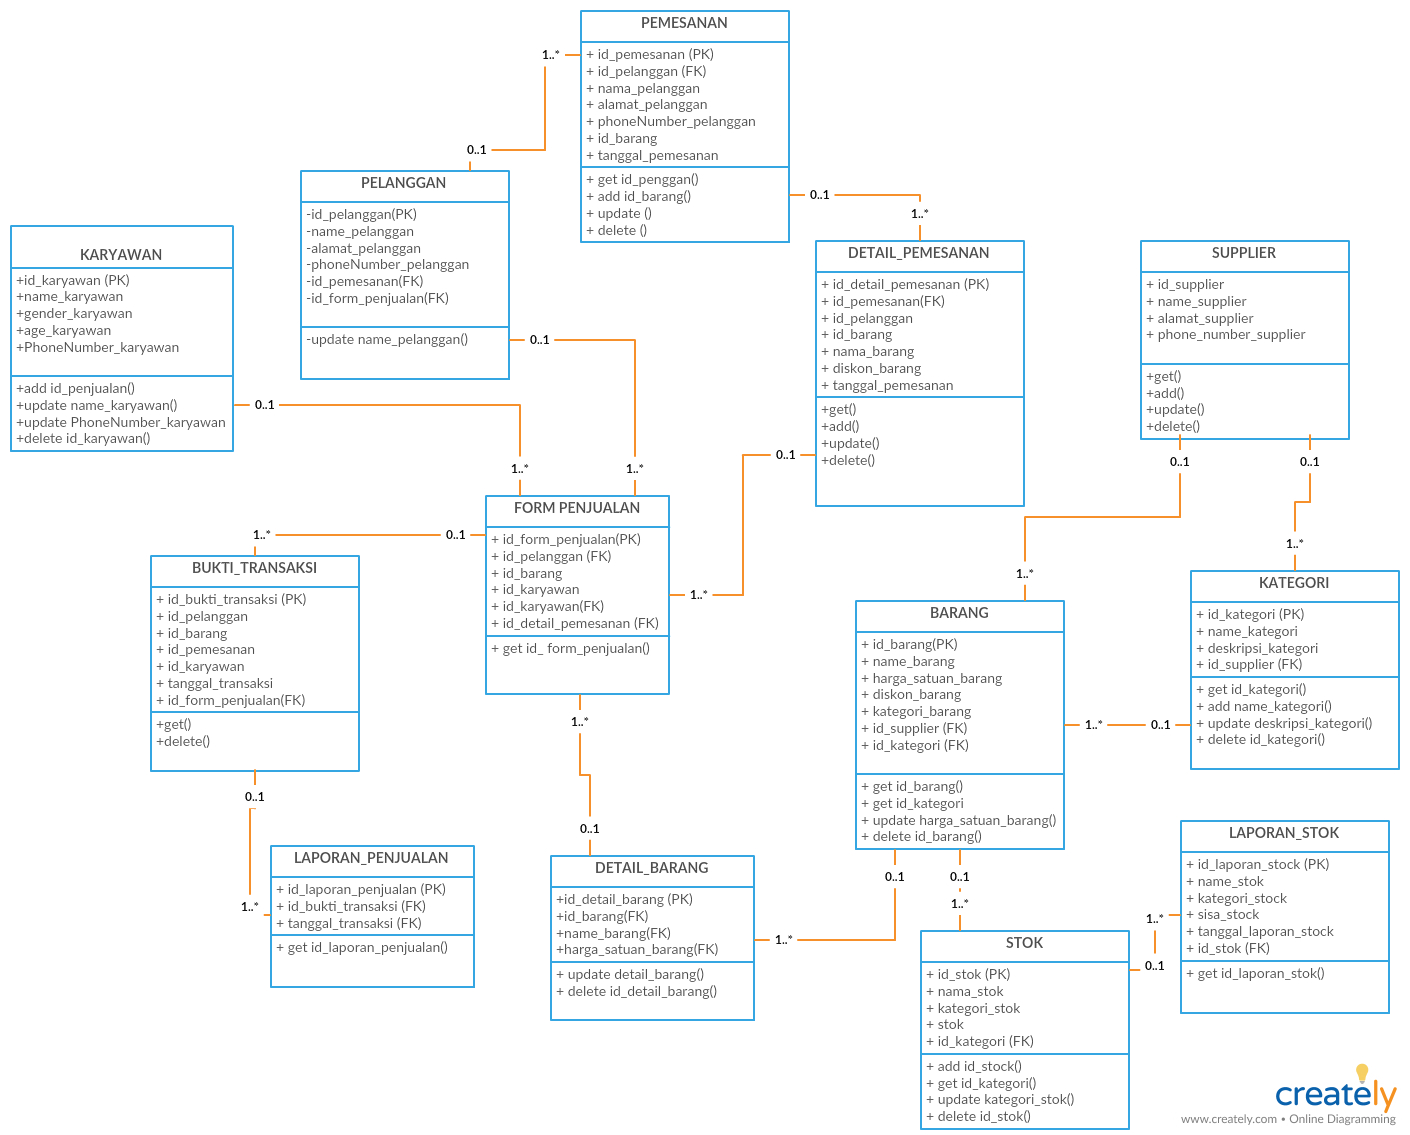 PEMESANAN
+ id_pemesanan (PK)
+ id_pelanggan (FK)
+ nama_pelanggan
+ alamat_pelanggan
+ phoneNumber_pelanggan
+ id_barang
+ tanggal_pemesanan
+ get id_penggan()
+ add id_barang()
+ update ()
+ delete ()
1..*
0..1
PELANGGAN
-id_pelanggan(PK)
-name_pelanggan
-alamat_pelanggan
-phoneNumber_pelanggan
-id_pemesanan(FK)
-id_form_penjualan(FK)
-update name_pelanggan()
0..1
1..*
KARYAWAN
+id_karyawan (PK)
+name_karyawan
+gender_karyawan
+age_karyawan
+PhoneNumber_karyawan
+add id_penjualan()
+update name_karyawan()
+update PhoneNumber_karyawan
+delete id_karyawan()
0..1
1..*
0..1
1..*
DETAIL_PEMESANAN
+ id_detail_pemesanan (PK)
+ id_pemesanan(FK)
+ id_pelanggan
+ id_barang
+ nama_barang
+ diskon_barang
+ tanggal_pemesanan
+get()
+add()
+update()
+delete()
0..1
1..*
SUPPLIER
+ id_supplier
+ name_supplier
+ alamat_supplier
+ phone_number_supplier
+get()
+add()
+update()
+delete()
0..1
0..1
1..*
1..*
FORM PENJUALAN
+ id_form_penjualan(PK)
+ id_pelanggan (FK)
+ id_barang
+ id_karyawan
+ id_karyawan(FK)
+ id_detail_pemesanan (FK)
+ get id_ form_penjualan()
1..*
0..1
BUKTI_TRANSAKSI
+ id_bukti_transaksi (PK)
+ id_pelanggan
+ id_barang
+ id_pemesanan
+ id_karyawan
+ tanggal_transaksi
+ id_form_penjualan(FK)
+get()
+delete()
0..1
1..*
BARANG
+ id_barang(PK)
+ name_barang
+ harga_satuan_barang
+ diskon_barang
+ kategori_barang
+ id_supplier (FK)
+ id_kategori (FK)
+ get id_barang()
+ get id_kategori
+ update harga_satuan_barang()
+ delete id_barang()
1..*
0..1
KATEGORI
+ id_kategori (PK)
+ name_kategori
+ deskripsi_kategori
+ id_supplier (FK)
+ get id_kategori()
+ add name_kategori()
+ update deskripsi_kategori()
+ delete id_kategori()
1..*
0..1
LAPORAN_PENJUALAN
+ id_laporan_penjualan (PK)
+ id_bukti_transaksi (FK)
+ tanggal_transaksi (FK)
+ get id_laporan_penjualan()
DETAIL_BARANG
+id_detail_barang (PK)
+id_barang(FK)
+name_barang(FK)
+harga_satuan_barang(FK)
+ update detail_barang()
+ delete id_detail_barang()
1..*
0..1
0..1
1..*
STOK
+ id_stok (PK)
+ nama_stok
+ kategori_stok
+ stok
+ id_kategori (FK)
+ add id_stock()
+ get id_kategori()
+ update kategori_stok()
+ delete id_stok()
1..*
0..1
LAPORAN_STOK
+ id_laporan_stock (PK)
+ name_stok
+ kategori_stock
+ sisa_stock
+ tanggal_laporan_stock
+ id_stok (FK)
+ get id_laporan_stok()
creately
www.creately.com • Online Diagramming